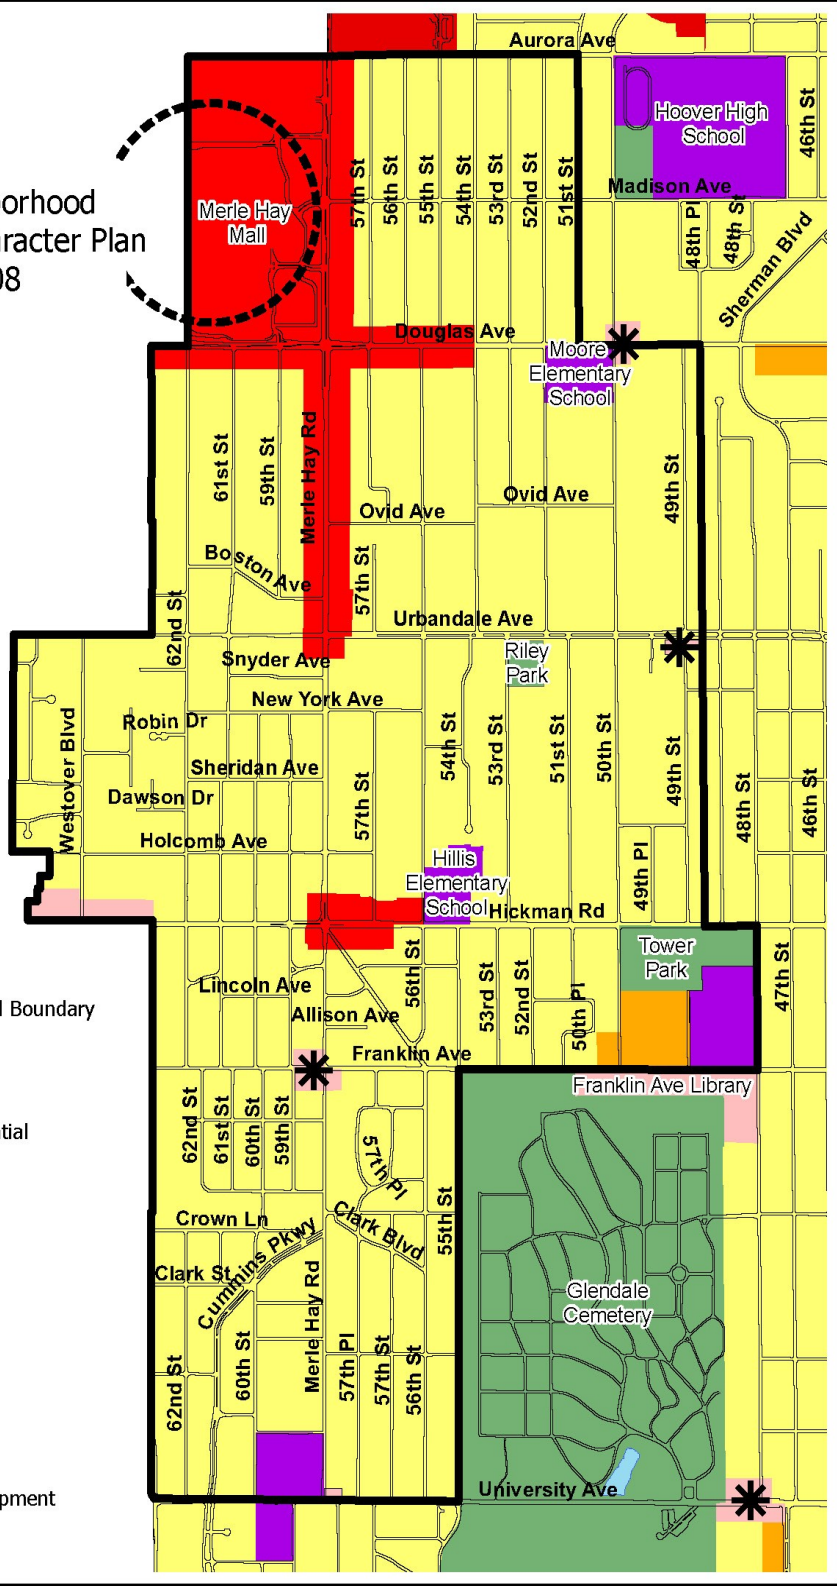 Aurora Ave
Hoover High
School
46th St
orhood
aracter Plan
08
Merle Hay
Mall
57th St
56th St
55th St
54th St
53rd St
52nd St
51st St
Madison Ave
48th Pl
48th St
Sherman Blvd
Douglas Ave
Moore
Elementary
School
61st St
59th St
Merle Hay Rd
49th St
Ovid Ave
Ovid Ave
Boston Ave
57th St
62nd St
Urbandale Ave
Snyder Ave
Riley
Park
New York Ave
Westover Blvd
Robin Dr
54th St
53rd St
51st St
50th St
49th St
Sheridan Ave
57th St
48th St
46th St
Dawson Dr
Holcomb Ave
Hillis
Elementary
School
49th Pl
Hickman Rd
Tower
Park
47th St
Lincoln Ave
56th St
53rd St
52nd St
50th Pl
l Boundary
Allison Ave
Franklin Ave
Franklin Ave Library
62nd St
61st St
60th St
59th St
tial
57th Pl
55th St
Crown Ln
Clark Blvd
Clark St
Cummins Pkwy
Glendale
Cemetery
Merle Hay Rd
62nd St
60th St
57th Pl
57th St
56th St
University Ave
pment